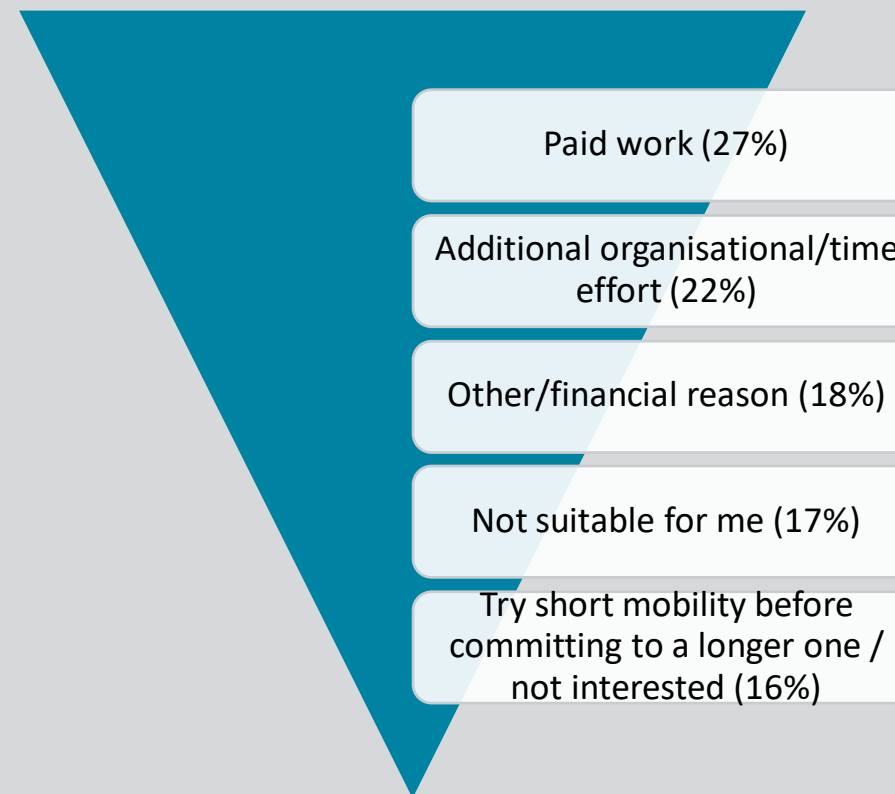 Paid work (27%)
Additional organisational/time
effort (22%)
Other/financial reason (18%)
Not suitable for me (17%)
Try short mobility before
committing to a longer one /
not interested (16%)